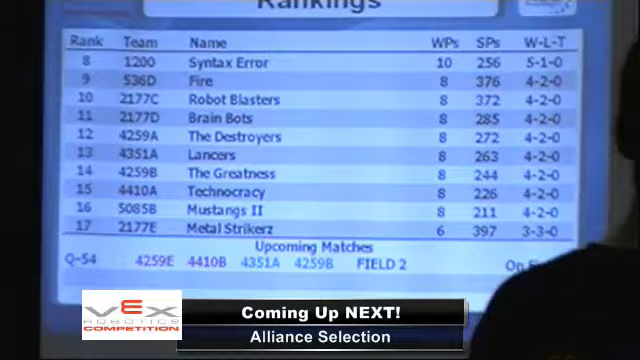 Rankings
Rank Team Name WPs SPs W-L-T
8 1200 Syntax Error 10 256 5-1-0
9 536D Fire 8 376 4-2-0
10 2177C Robot Blasters 8 372 4-2-0
11 2177D Brain Bots 8 285 4-2-0
12 4259A The Destroyers 8 272 4-2-0
13 4351A Lancers 8 263 4-2-0
14 4259B The Greatness 8 244 4-2-0
15 4410A Technocracy 8 226 4-2-0
16 5085B Mustangs II 8 211 4-2-0
17 2177E Metal Strikerz 6 397 3-3-0
Upcoming Matches
Q-54 4259E 4410B 4351A 4259B FIELD 2 On
VEX
ROBOTICS
COMPETITION
Coming Up NEXT!
Alliance Selection